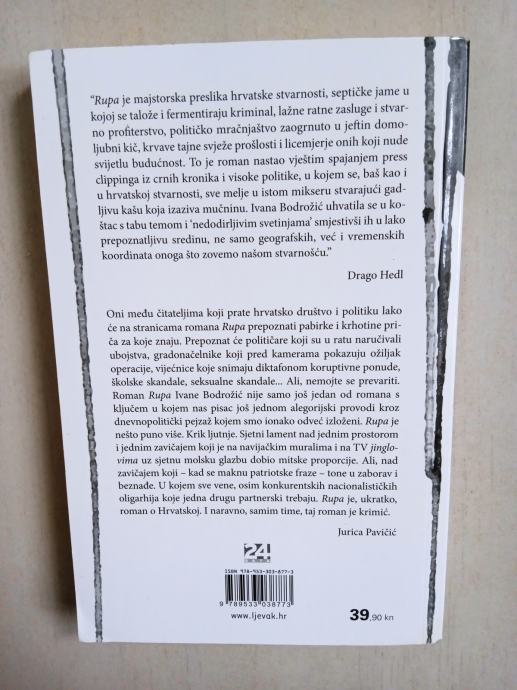 “Rupa je majstorska preslika hrvatske stvarnosti, septičke jame u
kojoj se talože i fermentiraju kriminal, lažne ratne zasluge i stvar-
no profiterstvo, političko mračnjaštvo zaogrnuto u jeftin domo-
ljubni kič, krvave tajne svježe prošlosti i licemjerje onih koji nude
svijetlu budućnost. To je roman nastao vještim spajanjem press
clippinga iz crnih kronika i visoke politike, u kojem se, baš kao i
u hrvatskoj stvarnosti, sve melje u istom mikseru stvarajući gad-
ljivu kašu koja izaziva mučninu. Ivana Bodrožić uhvatila se u ko-
štac s tabu temom i ‘nedodirljivim svetinjama’ smjestivši ih u lako
prepoznatljivu sredinu, ne samo geografskih, već i vremenskih
koordinata onoga što zovemo našom stvarnošću.”
Drago Hedl
Oni među čitateljima koji prate hrvatsko društvo i politiku lako
će na stranicama romana Rupa prepoznati pabirke i krhotine pri-
ča za koje znaju. Prepoznat će političare koji su u ratu naručivali
ubojstva, gradonačelnike koji pred kamerama pokazuju ožiljak
operacije, vijećnice koje snimaju diktafonom koruptivne ponude,
školske skandale, seksualne skandale... Ali, nemojte se prevariti.
Roman Rupa Ivane Bodrožić nije samo još jedan od romana s
ključem u kojem nas pisac još jednom alegorijski provodi kroz
dnevnopolitički pejzaž kojem smo ionako odveć izloženi. Rupa je
nešto puno više. Krik ljutnje. Sjetni lament nad jednim prostorom
i jednim zavičajem koji je na navijačkim muralima i na TV jinglo-
vima uz sjetnu molsku glazbu dobio mitske proporcije. Ali, nad
zavičajem koji – kad se maknu patriotske fraze – tone u zaborav i
beznađe. U kojem sve vene, osim konkurentskih nacionalističkih
oligarhija koje jedna drugu partnerski trebaju. Rupa je, ukratko,
roman o Hrvatskoj. I naravno, samim time, taj roman je krimić.
Jurica Pavičić
24
SATA
ISBN 978-953-303-877-3
9 789533 038773
www.ljevak.hr
39,90 kn